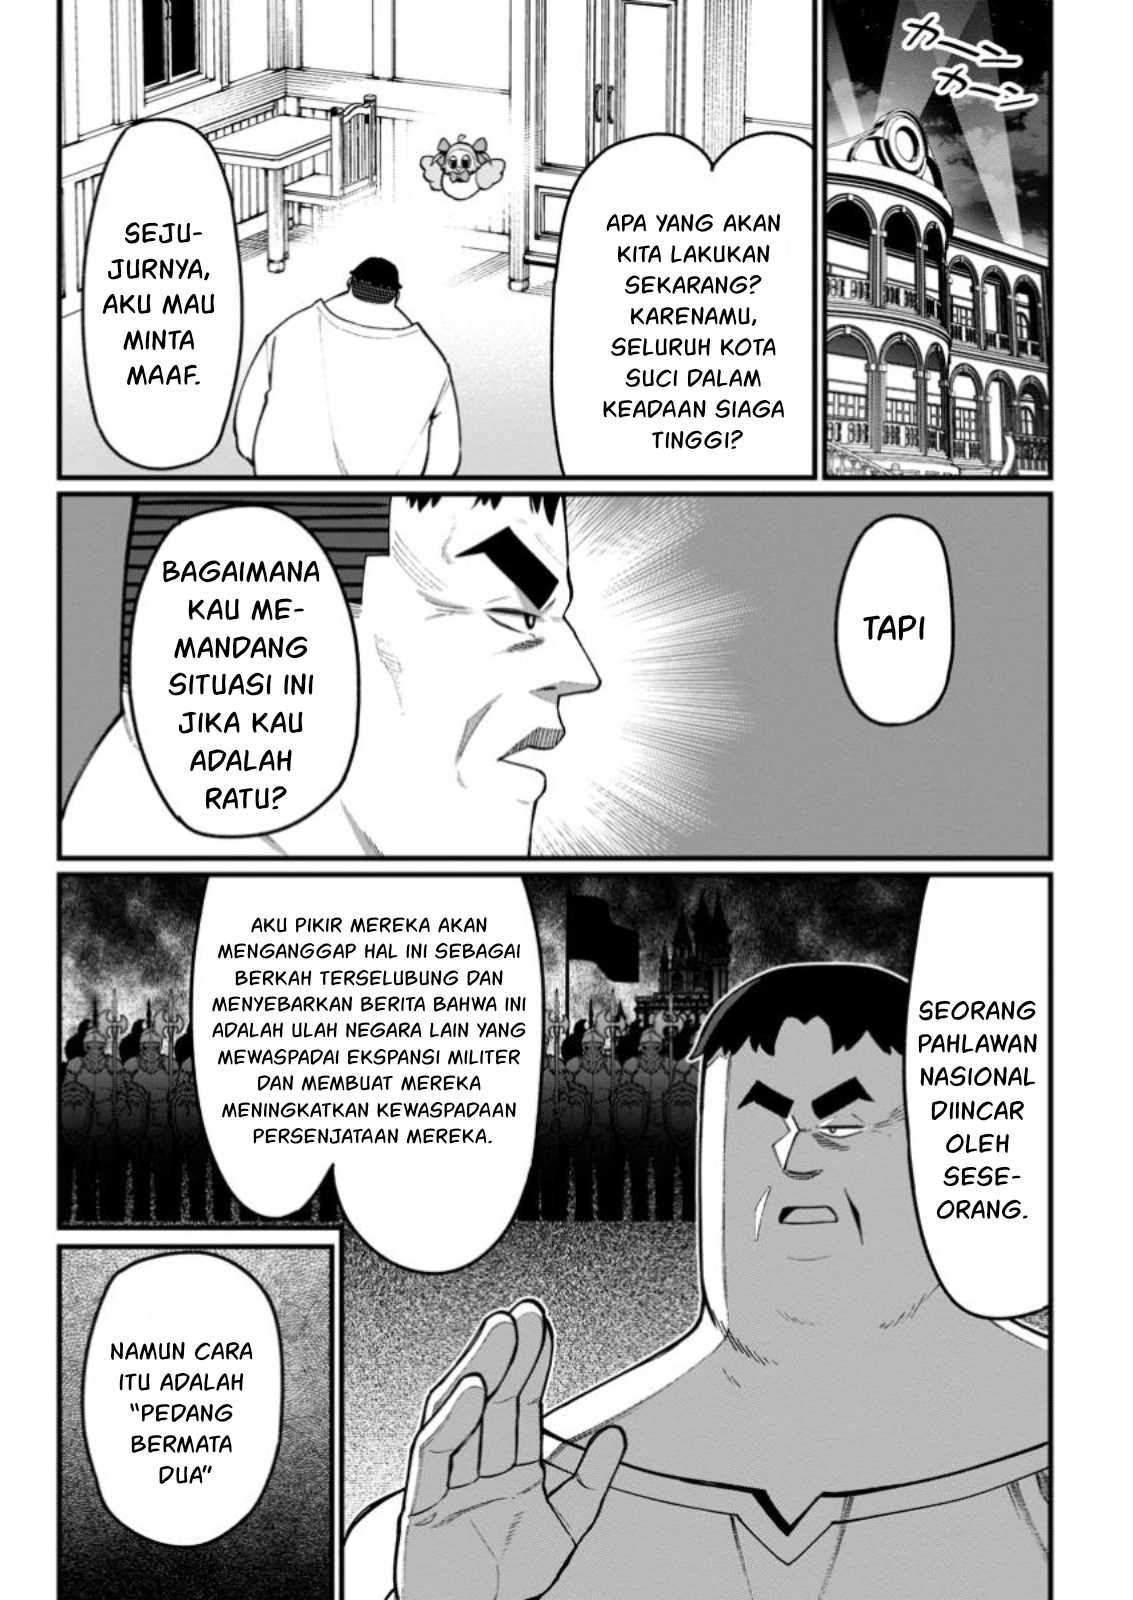 カーン
カーン
APA YANG AKAN
KITA LAKUKAN
SEKARANG?
KARENAMU,
SELURUH KOTA
SUCI DALAM
KEADAAN SIAGA
TINGGI?
SEJU-
JURNYA,
AKU MAU
MINTA
MAAF.
TAPI
BAGAIMANA
KAU ME-
MANDANG
SITUASI INI
JIKA KAU
ADALAH
RATU?
SEORANG
PAHLAWAN
NASIONAL
DIINCAR
OLEH
SESE-
ORANG.
AKU PIKIR MEREKA AKAN
MENGANGGAP HAL INI SEBAGAI
BERKAH TERSELUBUNG DAN
MENYEBARKAN BERITA BAHWA INI
ADALAH ULAH NEGARA LAIN YANG
MEWASPADAI EKSPANSI MILITER
DAN MEMBUAT MEREKA
MENINGKATKAN KEWASPADAAN
PERSENJATAAN MEREKA.
NAMUN CARA
ITU ADALAH
"PEDANG
BERMATA
DUA"